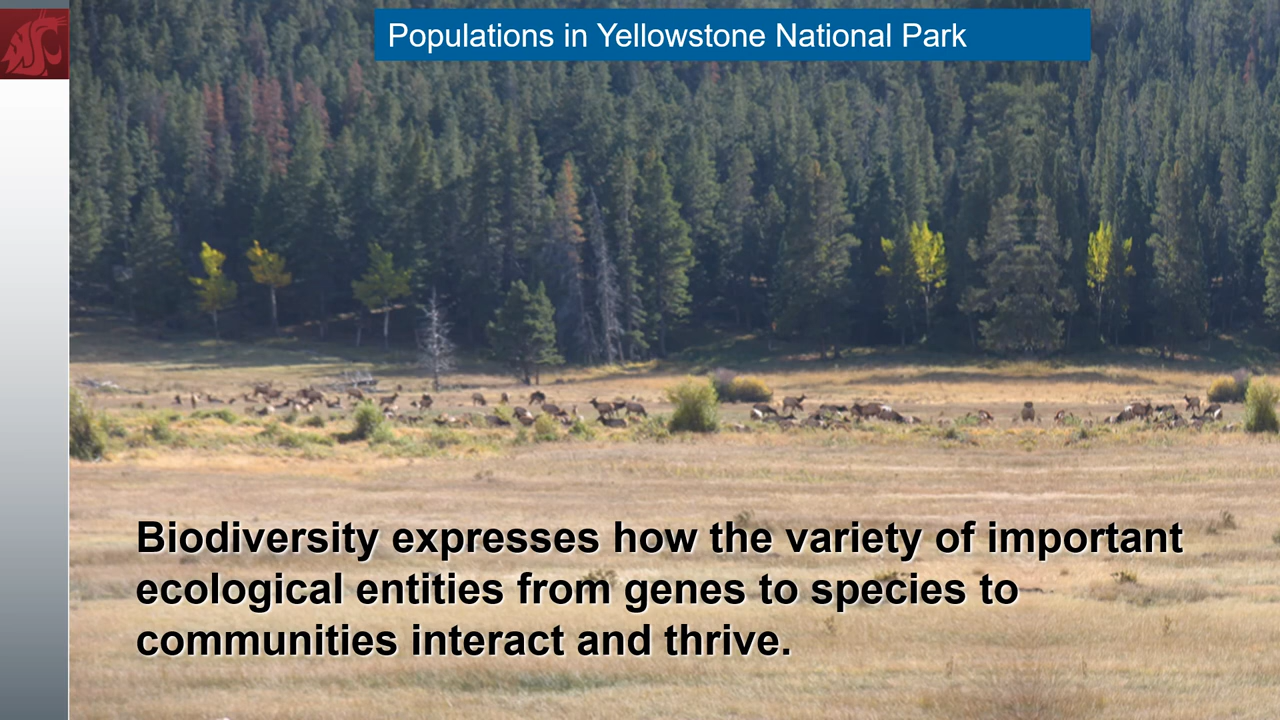 Populations in Yellowstone National Park
Biodiversity expresses how the variety of important
ecological entities from genes to species to
communities interact and thrive.